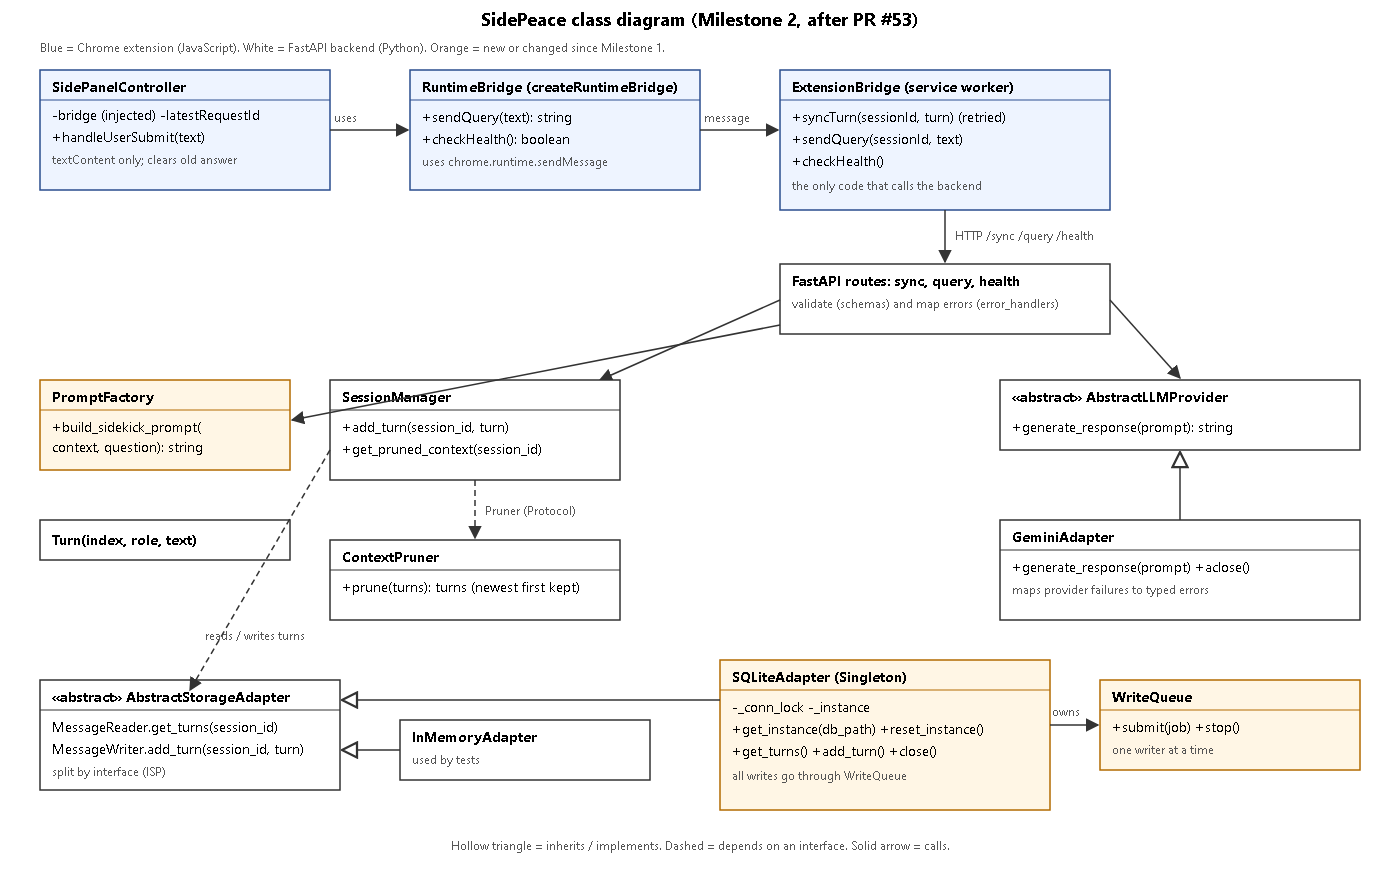 SidePeace class diagram (Milestone 2, after PR #53)
Blue = Chrome extension (JavaScript). White = FastAPI backend (Python). Orange = new or changed since Milestone 1.
SidePanelController
-bridge (injected) -latestRequestId
+handleUserSubmit(text)
textContent only; clears old answer
uses
RuntimeBridge (createRuntimeBridge)
+sendQuery(text): string
+checkHealth(): boolean
uses chrome.runtime.sendMessage
message
ExtensionBridge (service worker)
+syncTurn(sessionId, turn) (retried)
+sendQuery(sessionId, text)
+checkHealth()
the only code that calls the backend
HTTP /sync /query /health
FastAPI routes: sync, query, health
validate (schemas) and map errors (error_handlers)
PromptFactory
+build_sidekick_prompt(
context, question): string
SessionManager
+add_turn(session_id, turn)
+get_pruned_context(session_id)
«abstract» AbstractLLMProvider
+generate_response(prompt): string
Pruner (Protocol)
Turn(index, role, text)
ContextPruner
+prune(turns): turns (newest first kept)
GeminiAdapter
+generate_response(prompt) +aclose()
maps provider failures to typed errors
reads / writes turns
«abstract» AbstractStorageAdapter
MessageReader.get_turns(session_id)
MessageWriter.add_turn(session_id, turn)
split by interface (ISP)
InMemoryAdapter
used by tests
SQLiteAdapter (Singleton)
-_conn_lock -_instance
+get_instance(db_path) +reset_instance()
+get_turns() +add_turn() +close()
all writes go through WriteQueue
owns
WriteQueue
+submit(job) +stop()
one writer at a time
Hollow triangle = inherits / implements. Dashed = depends on an interface. Solid arrow = calls.